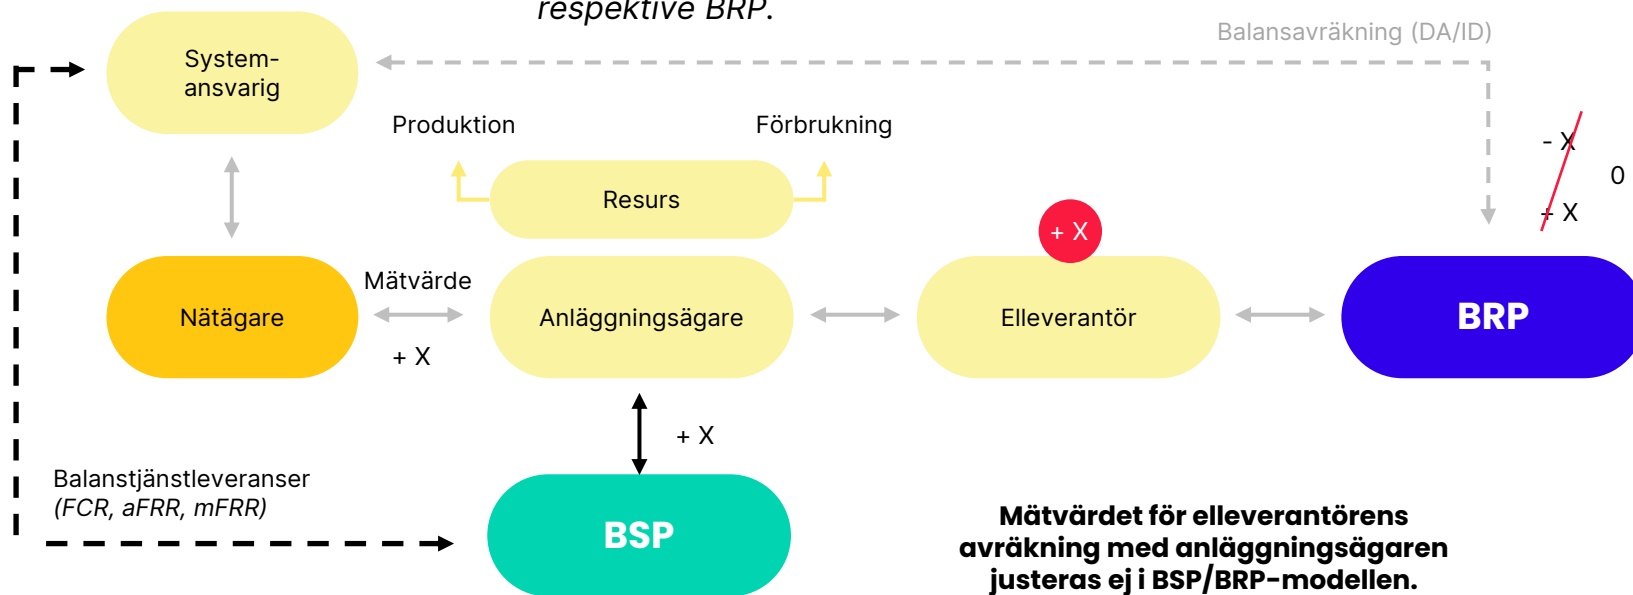 respektive BRP.
Balansavräkning (DA/ID)
System-
ansvarig
Produktion
Förbrukning
- X
0
Resurs
+ X
+ X
Mätvärde
Nätägare
Anläggningsägare
Elleverantör
BRP
+ X
+ X
Balanstjänstleveranser
(FCR, aFRR, mFRR)
BSP
Mätvärdet för elleverantörens
avräkning med anläggningsägaren
justeras ej i BSP/BRP-modellen.